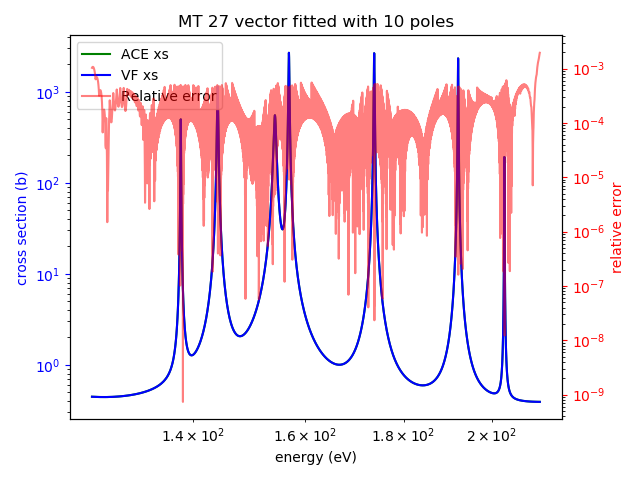 MT 27 vector fitted with 10 poles
ACE xs
VF xs
Relative error
cross section (b)
10³
10²
10¹
10⁰
10⁻³
10⁻⁴
10⁻⁵
10⁻⁶
10⁻⁷
10⁻⁸
10⁻⁹
relative error
1.4 × 10² 1.6 × 10² 1.8 × 10² 2 × 10²
energy (eV)